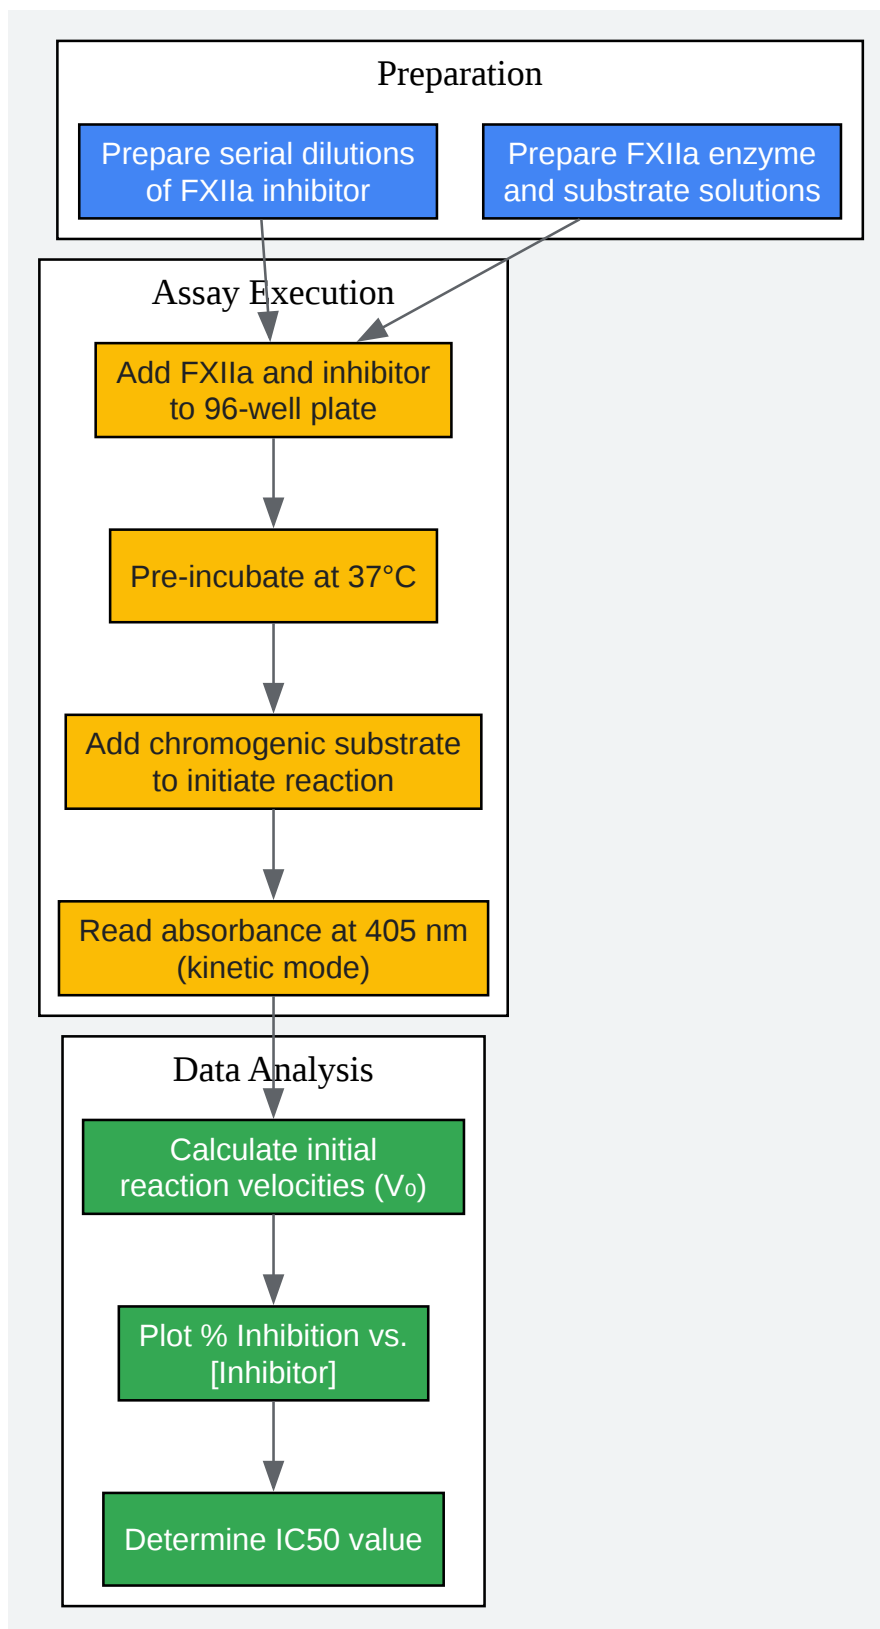 Preparation
Prepare serial dilutions
of FXIIa inhibitor
Prepare FXIIa enzyme
and substrate solutions
Assay Execution
Add FXIIa and inhibitor
to 96-well plate
Pre-incubate at 37°C
Add chromogenic substrate
to initiate reaction
Read absorbance at 405 nm
(kinetic mode)
Data Analysis
Calculate initial
reaction velocities (V₀)
Plot % Inhibition vs.
[Inhibitor]
Determine IC50 value